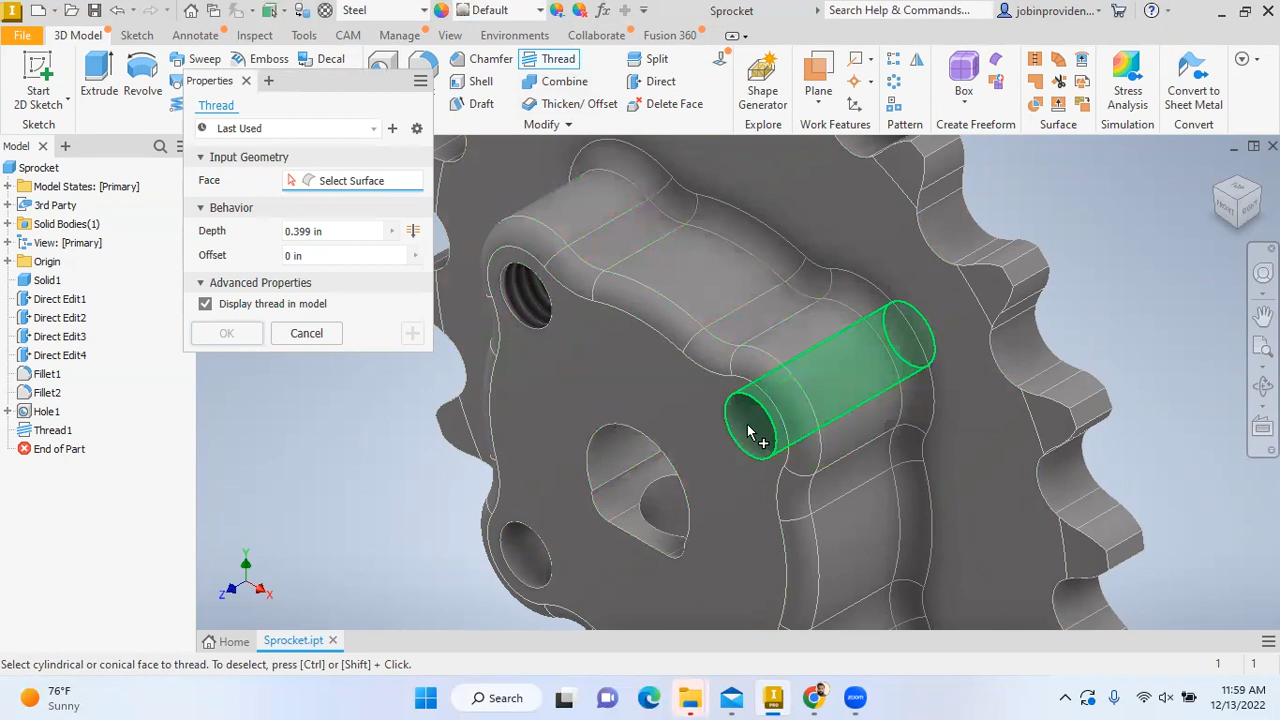 Steel
Default
Sprocket
Search Help & Commands...
jobinproviden...
File
3D Model
Sketch
Annotate
Inspect
Tools
CAM
Manage
View
Environments
Collaborate
Fusion 360
Start
2D Sketch
Sketch
Extrude
Revolve
Sweep
Emboss
Decal
Chamfer
Shell
Draft
Thread
Combine
Thicken/ Offset
Split
Direct
Delete Face
Modify
Shape
Generator
Explore
Plane
Work Features
Pattern
Box
Create Freeform
Surface
Stress
Analysis
Simulation
Convert to
Sheet Metal
Convert
Model
Sprocket
Model States: [Primary]
3rd Party
Solid Bodies(1)
View: [Primary]
Origin
Solid1
Direct Edit1
Direct Edit2
Direct Edit3
Direct Edit4
Fillet1
Fillet2
Hole1
Thread1
End of Part
Properties
Thread
Last Used
Input Geometry
Face
Select Surface
Behavior
Depth
0.399 in
Offset
0 in
Advanced Properties
Display thread in model
OK
Cancel
FRONT
RIGHT
Y
Z
X
Home
Sprocket.ipt
Select cylindrical or conical face to thread. To deselect, press [Ctrl] or [Shift] + Click.
1
1
76°F
Sunny
Search
PRO
zoom
11:59 AM
12/13/2022